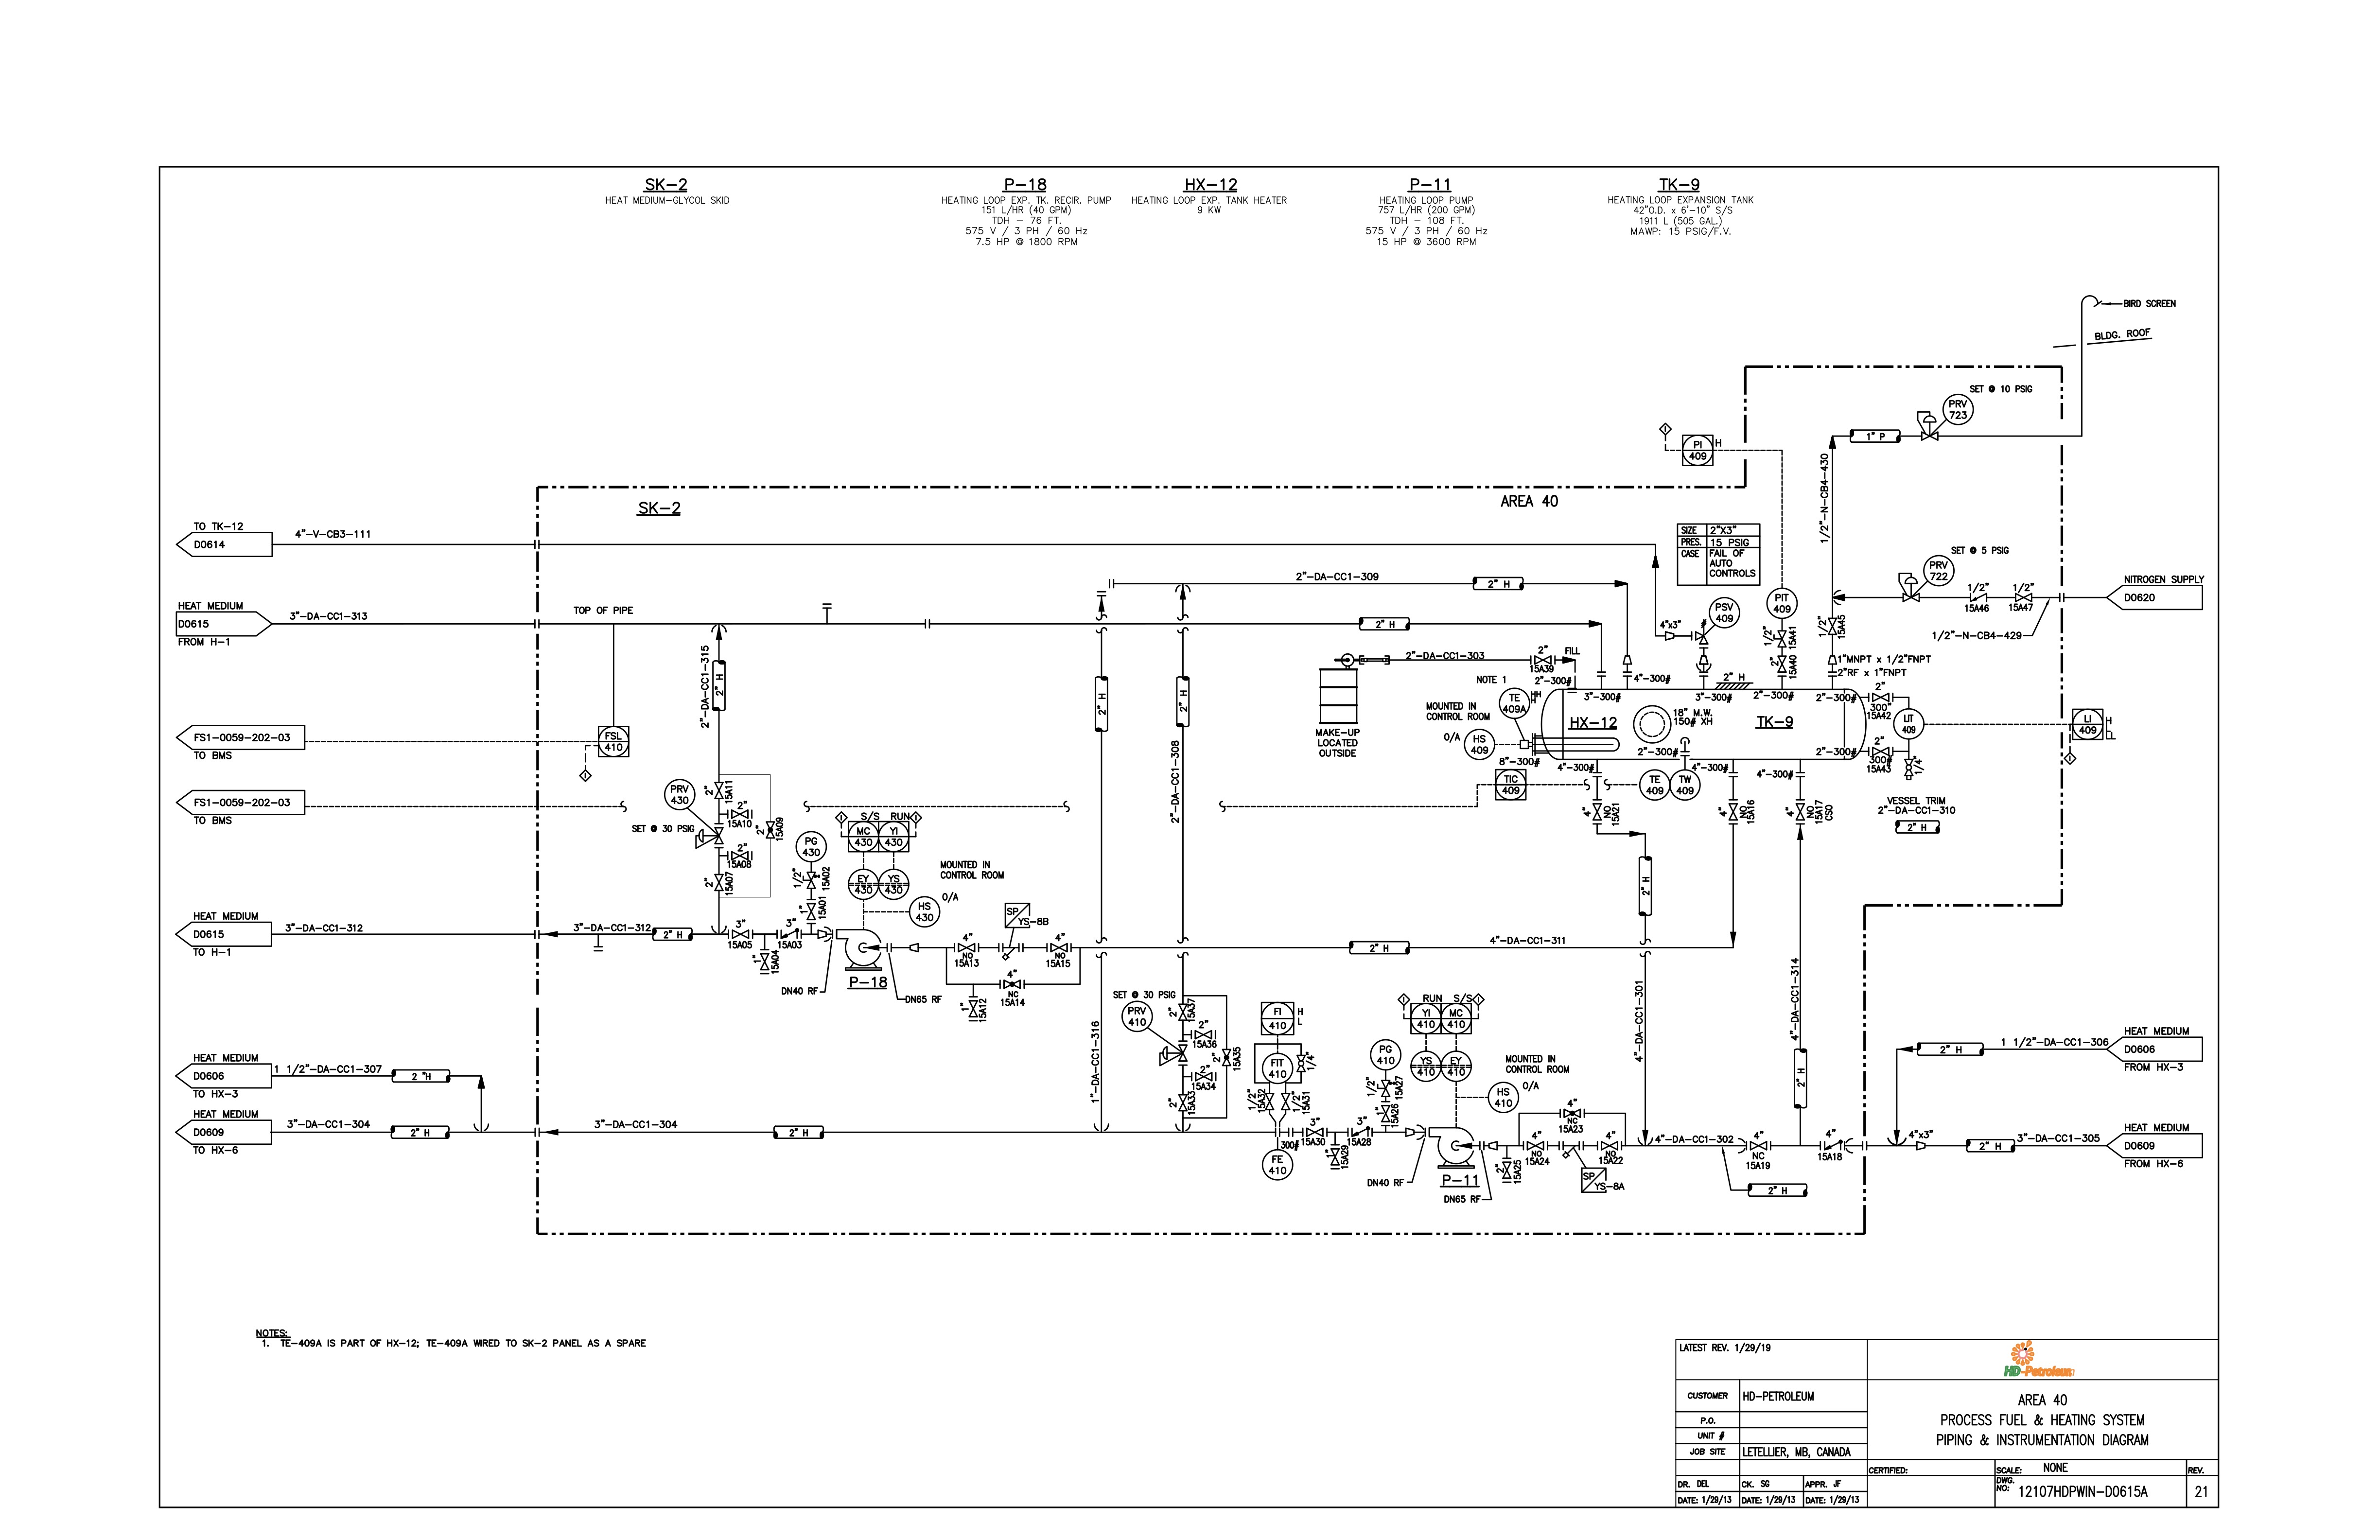 SK-2
HEAT MEDIUM-GLYCOL SKID
P-18
HEATING LOOP EXP. TK. RECIR. PUMP
151 L/HR (40 GPM)
TDH - 76 FT.
575 V / 3 PH / 60 Hz
7.5 HP @ 1800 RPM
HX-12
HEATING LOOP EXP. TANK HEATER
9 KW
P-11
HEATING LOOP PUMP
757 L/HR (200 GPM)
TDH - 108 FT.
575 V / 3 PH / 60 Hz
15 HP @ 3600 RPM
TK-9
HEATING LOOP EXPANSION TANK
42"O.D. x 6'-10" S/S
1911 L (505 GAL.)
MAWP: 15 PSIG/F.V.
BIRD SCREEN
BLDG. ROOF
SET @ 10 PSIG
PRV
723
1" P
PI
409
H
1/2"-N-CB4-430
SK-2
AREA 40
TO TK-12
D0614
4"-V-CB3-111
SIZE 2"X3"
PRES. 15 PSIG
CASE FAIL OF
AUTO
CONTROLS
SET @ 5 PSIG
PRV
722
1/2"
15A46
1/2"
15A47
NITROGEN SUPPLY
D0620
1/2"-N-CB4-429
2"-DA-CC1-309
2" H
HEAT MEDIUM
D0615
FROM H-1
3"-DA-CC1-313
TOP OF PIPE
2" H
PSV
409
#
4"x3"
PIT
409
1/2"
15A41
2"
15A40
1/2"
15A45
1"MNPT x 1/2"FNPT
2"RF x 1"FNPT
2"-DA-CC1-315
2" H
2" H
2" H
2"-DA-CC1-303
2"
15A39
FILL
2"-300#
3"-300#
4"-300#
3"-300#
2" H
2"-300#
2"-300#
NOTE 1
TE
409A
HH
MOUNTED IN
CONTROL ROOM
O/A
HS
409
HX-12
18" M.W.
150# XH
TK-9
2"
300"
15A42
LIT
409
LI
409
H
L
LL
MAKE-UP
LOCATED
OUTSIDE
8"-300#
2"-300#
2"-300#
2"
300#
15A43
1/4"
FS1-0059-202-03
TO BMS
FSL
410
2"-DA-CC1-308
4"-300#
4"-300#
4"-300#
TIC
409
TE
409
TW
409
FS1-0059-202-03
TO BMS
4"
NO
15A21
4"
NO
15A16
4"
NO
15A17
CSO
VESSEL TRIM
2"-DA-CC1-310
2" H
PRV
430
SET @ 30 PSIG
2"
15A11
2"
15A10
2"
15A09
2"
15A08
2"
15A07
PG
430
1/2"
15A02
1"
15A01
S/S RUN
MC
430
YI
430
EY
430
YS
430
MOUNTED IN
CONTROL ROOM
O/A
HS
430
2" H
HEAT MEDIUM
D0615
TO H-1
3"-DA-CC1-312
3"-DA-CC1-312
2" H
3"
15A05
1"
15A04
3"
15A03
DN40 RF
P-18
DN65 RF
4"
NO
15A13
SP
YS-8B
4"
NO
15A15
4"
NC
15A14
1"
15A12
2" H
4"-DA-CC1-311
1"-DA-CC1-316
SET @ 30 PSIG
PRV
410
2"
15A37
2"
15A36
2"
15A35
2"
15A34
2"
15A33
FI
410
H
L
FIT
410
1/4"
1/2"
15A32
1/2"
15A31
FE
410
300#
3"
15A30
1"
15A29
3"
15A28
PG
410
1/2"
15A27
1"
15A26
RUN S/S
YI
410
MC
410
YS
410
EY
410
MOUNTED IN
CONTROL ROOM
O/A
HS
410
DN40 RF
P-11
DN65 RF
2"
15A25
4"
NO
15A24
4"
NC
15A23
4"
NO
15A22
SP
YS-8A
4"-DA-CC1-301
4"-DA-CC1-302
4"
NC
15A19
2" H
4"-DA-CC1-314
2" H
4"
15A18
4"x3"
2" H
1 1/2"-DA-CC1-306
HEAT MEDIUM
D0606
FROM HX-3
2" H
3"-DA-CC1-305
HEAT MEDIUM
D0609
FROM HX-6
HEAT MEDIUM
D0606
TO HX-3
1 1/2"-DA-CC1-307
2 "H
HEAT MEDIUM
D0609
TO HX-6
3"-DA-CC1-304
2" H
3"-DA-CC1-304
2" H
NOTES:
1. TE-409A IS PART OF HX-12; TE-409A WIRED TO SK-2 PANEL AS A SPARE
LATEST REV. 1/29/19
HD-Petroleum
CUSTOMER HD-PETROLEUM
P.O.
UNIT #
JOB SITE LETELLIER, MB, CANADA
AREA 40
PROCESS FUEL & HEATING SYSTEM
PIPING & INSTRUMENTATION DIAGRAM
DR. DEL CK. SG APPR. JF
DATE: 1/29/13 DATE: 1/29/13 DATE: 1/29/13
CERTIFIED:
SCALE: NONE
DWG.
NO: 12107HDPWIN-D0615A
REV.
21